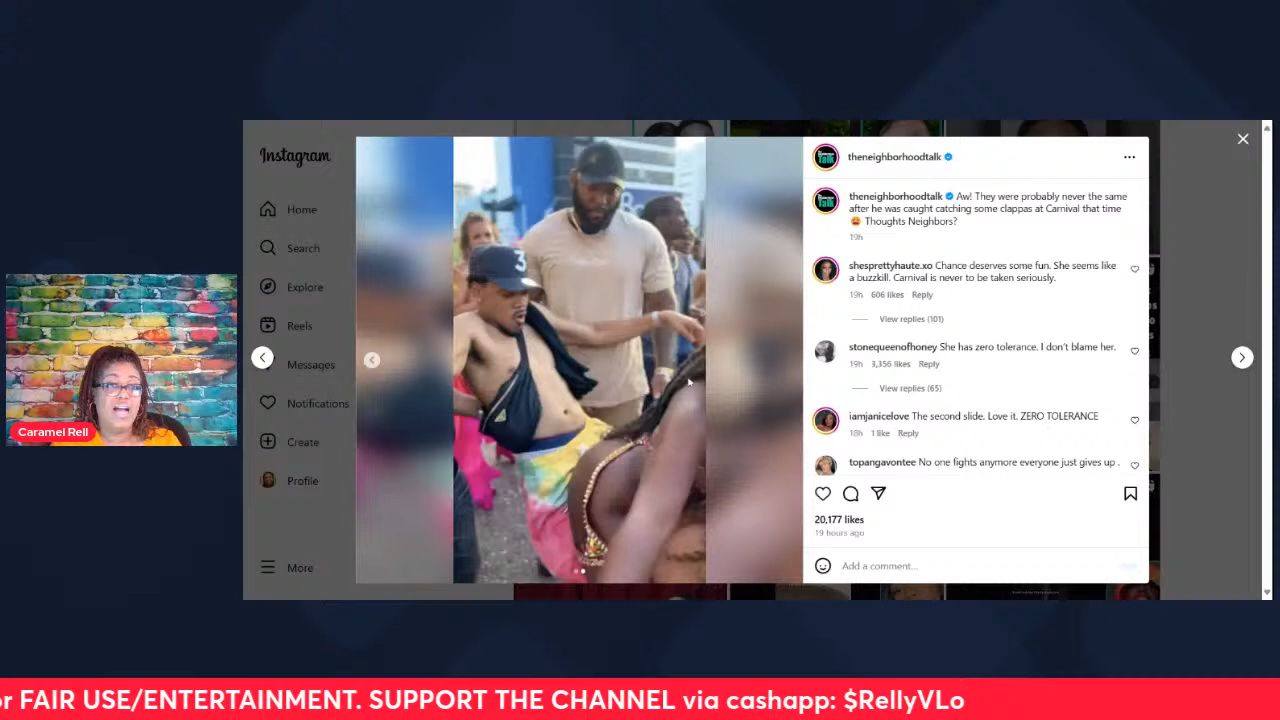 Instagram
Home
Search
Explore
Reels
Messages
Notifications
Create
Profile
More
3
theneighborhoodtalk
theneighborhoodtalk Aw! They were probably never the same
after he was caught catching some clappas at Carnival that time
😩 Thoughts Neighbors?
19h
shesprettyhaute.xo Chance deserves some fun. She seems like
a buzzkill. Carnival is never to be taken seriously.
19h 606 likes Reply
View replies (101)
stonequeenofhoney She has zero tolerance. I don't blame her.
19h 3,356 likes Reply
View replies (65)
iamjanicelove The second slide. Love it. ZERO TOLERANCE
18h 1 like Reply
topangavontee No one fights anymore everyone just gives up .
20,177 likes
19 hours ago
Add a comment...
Caramel Rell
or FAIR USE/ENTERTAINMENT. SUPPORT THE CHANNEL via cashapp: $RellyVLo